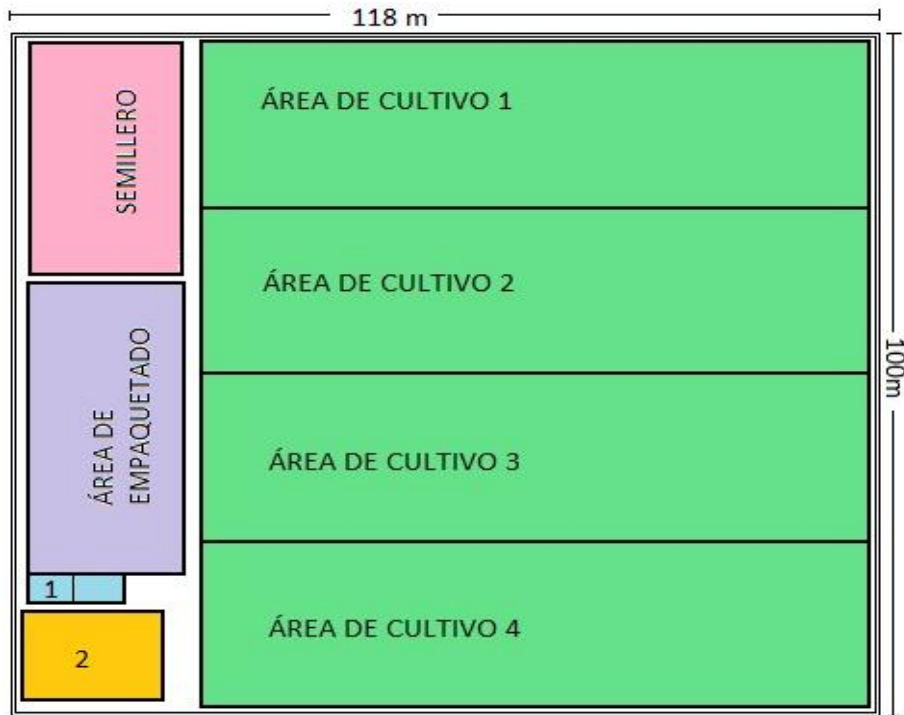 118 m
SEMILLERO
ÁREA DE CULTIVO 1
ÁREA DE CULTIVO 2
100m
ÁREA DE
EMPAQUETADO
ÁREA DE CULTIVO 3
1
2
ÁREA DE CULTIVO 4